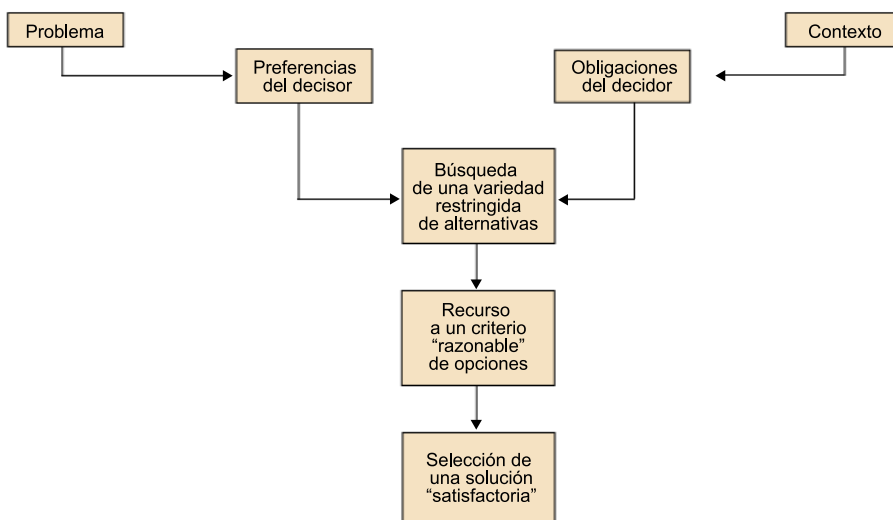 Problema
Contexto
Preferencias
del decisor
Obligaciones
del decidor
Búsqueda
de una variedad
restringida
de alternativas
Recurso
a un criterio
“razonable”
de opciones
Selección de
una solución
“satisfactoria”